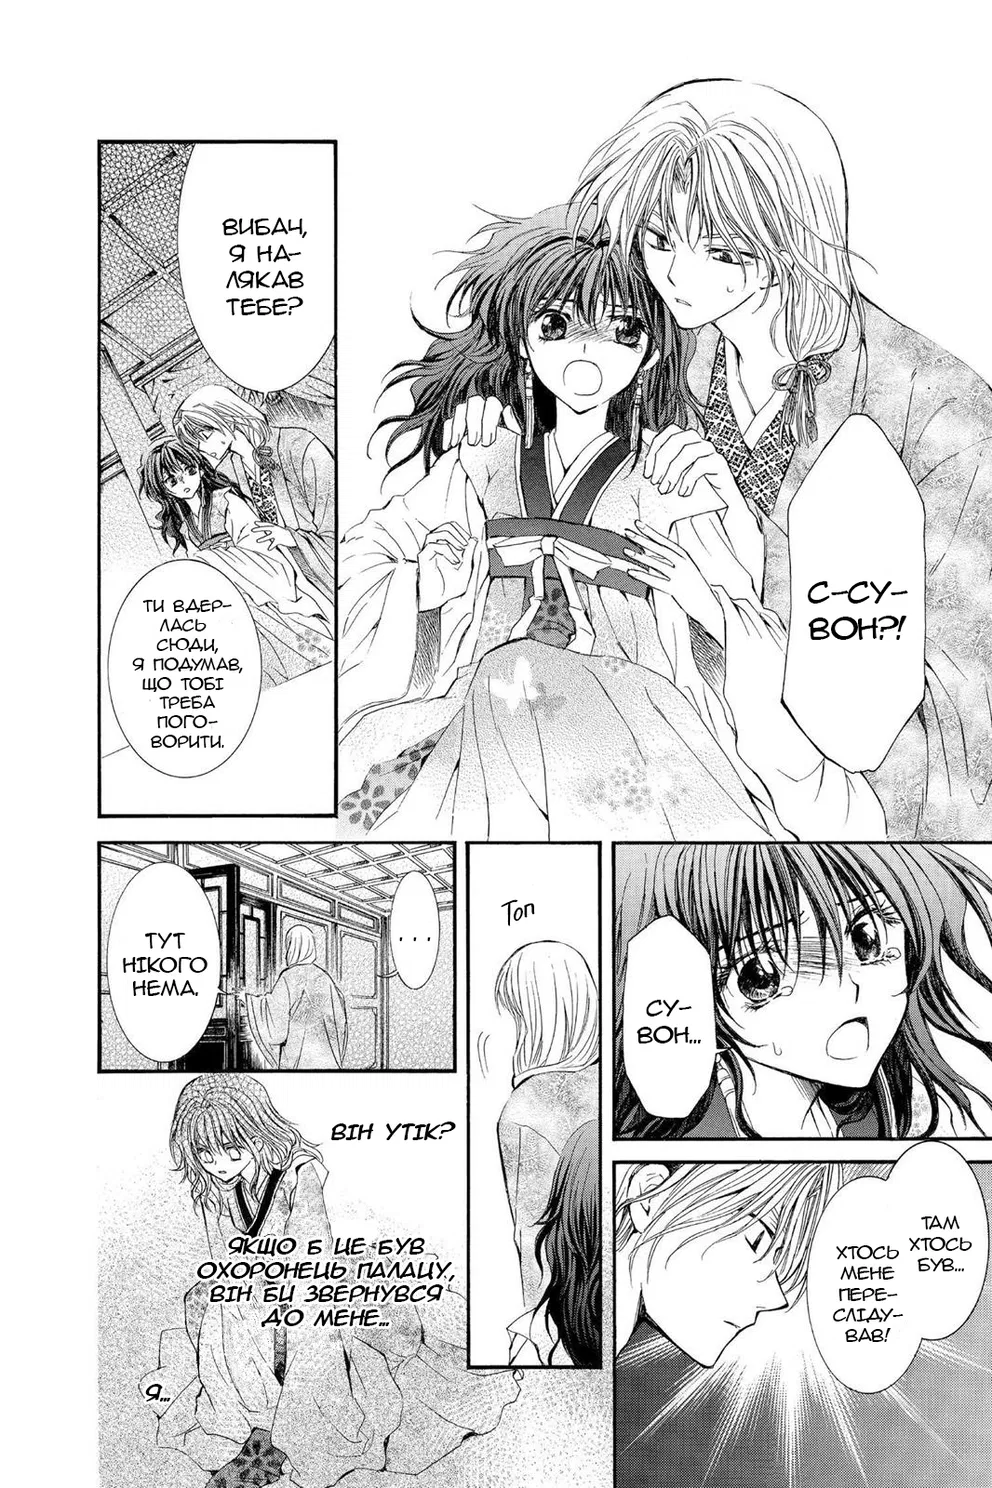 С-СУ-
ВОН?!
ВИБАЧ,
Я НА-
ЛЯКАВ
ТЕБЕ?
ТИ ВДЕР-
ЛАСЬ
СЮДИ,
Я ПОДУМАВ,
ЩО ТОБІ
ТРЕБА
ПОГО-
ВОРИТИ.
СУ-
ВОН...
ТАМ
ХТОСЬ
БУВ...
ХТОСЬ
МЕНЕ
ПЕРЕ-
СЛІДУ-
ВАВ!
Топ
...
ТУТ
НІКОГО
НЕМА.
ВІН УТІК?
ЯКЩО Б ЦЕ БУВ
ОХОРОНЕЦЬ ПАЛАЦУ,
ВІН БИ ЗВЕРНУВСЯ
ДО МЕНЕ...
Я...